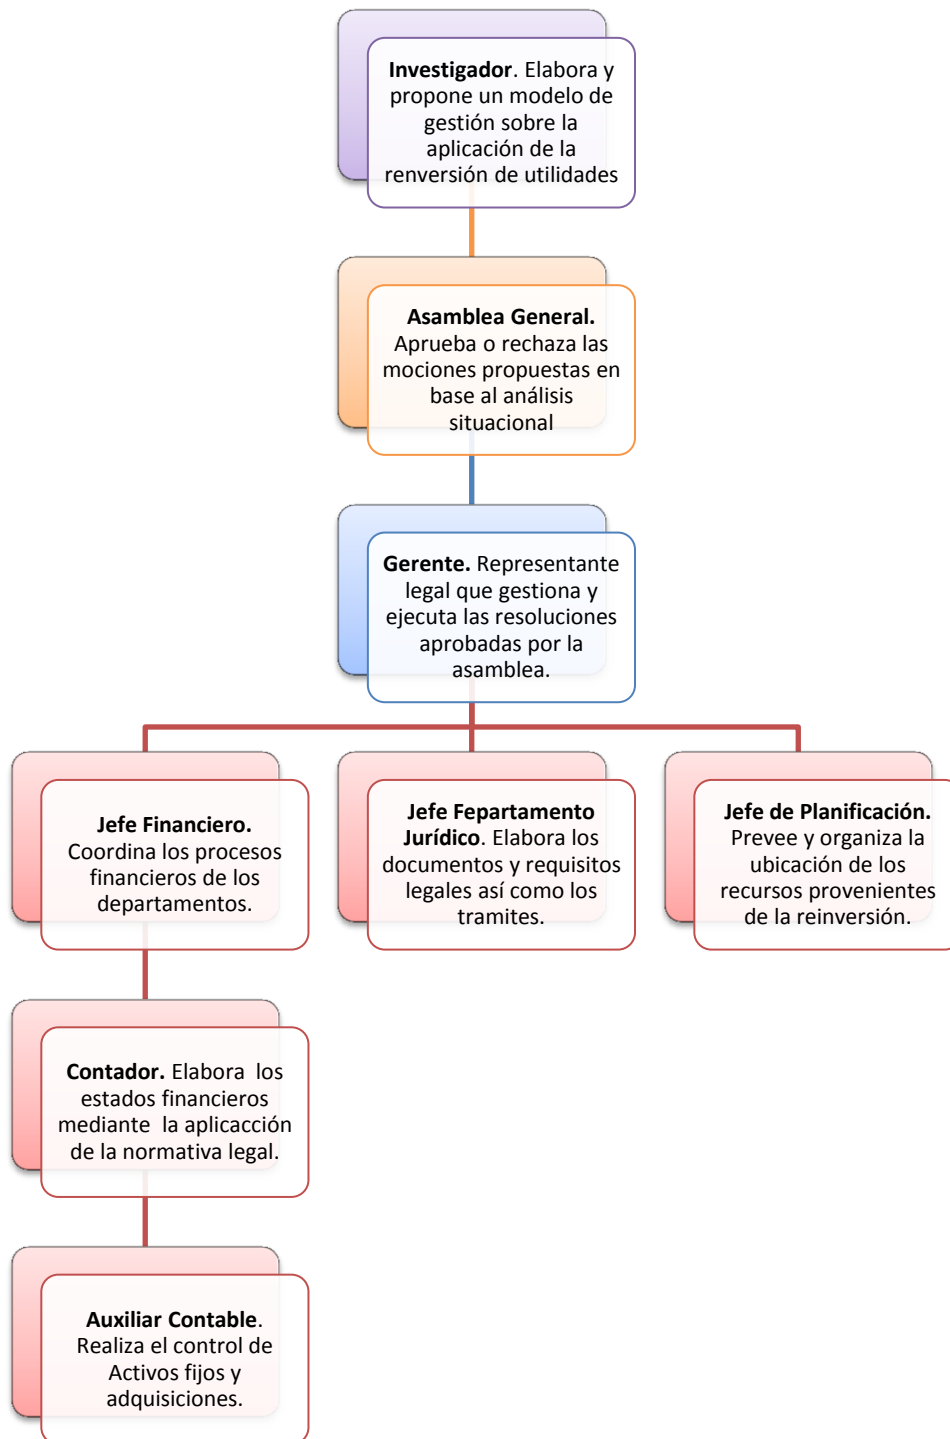 Investigador. Elabora y
propone un modelo de
gestión sobre la
aplicación de la
renversión de utilidades
Asamblea General.
Aprueba o rechaza las
mociones propuestas en
base al análisis
situacional
Gerente. Representante
legal que gestiona y
ejecuta las resoluciones
aprobadas por la
asamblea.
Jefe Financiero.
Coordina los procesos
financieros de los
departamentos.
Jefe Fepartamento
Jurídico. Elabora los
documentos y requisitos
legales así como los
tramites.
Jefe de Planificación.
Prevee y organiza la
ubicación de los
recursos provenientes
de la reinversión.
Contador. Elabora  los
estados financieros
mediante  la aplicacción
de la normativa legal.
Auxiliar Contable.
Realiza el control de
Activos fijos y
adquisiciones.